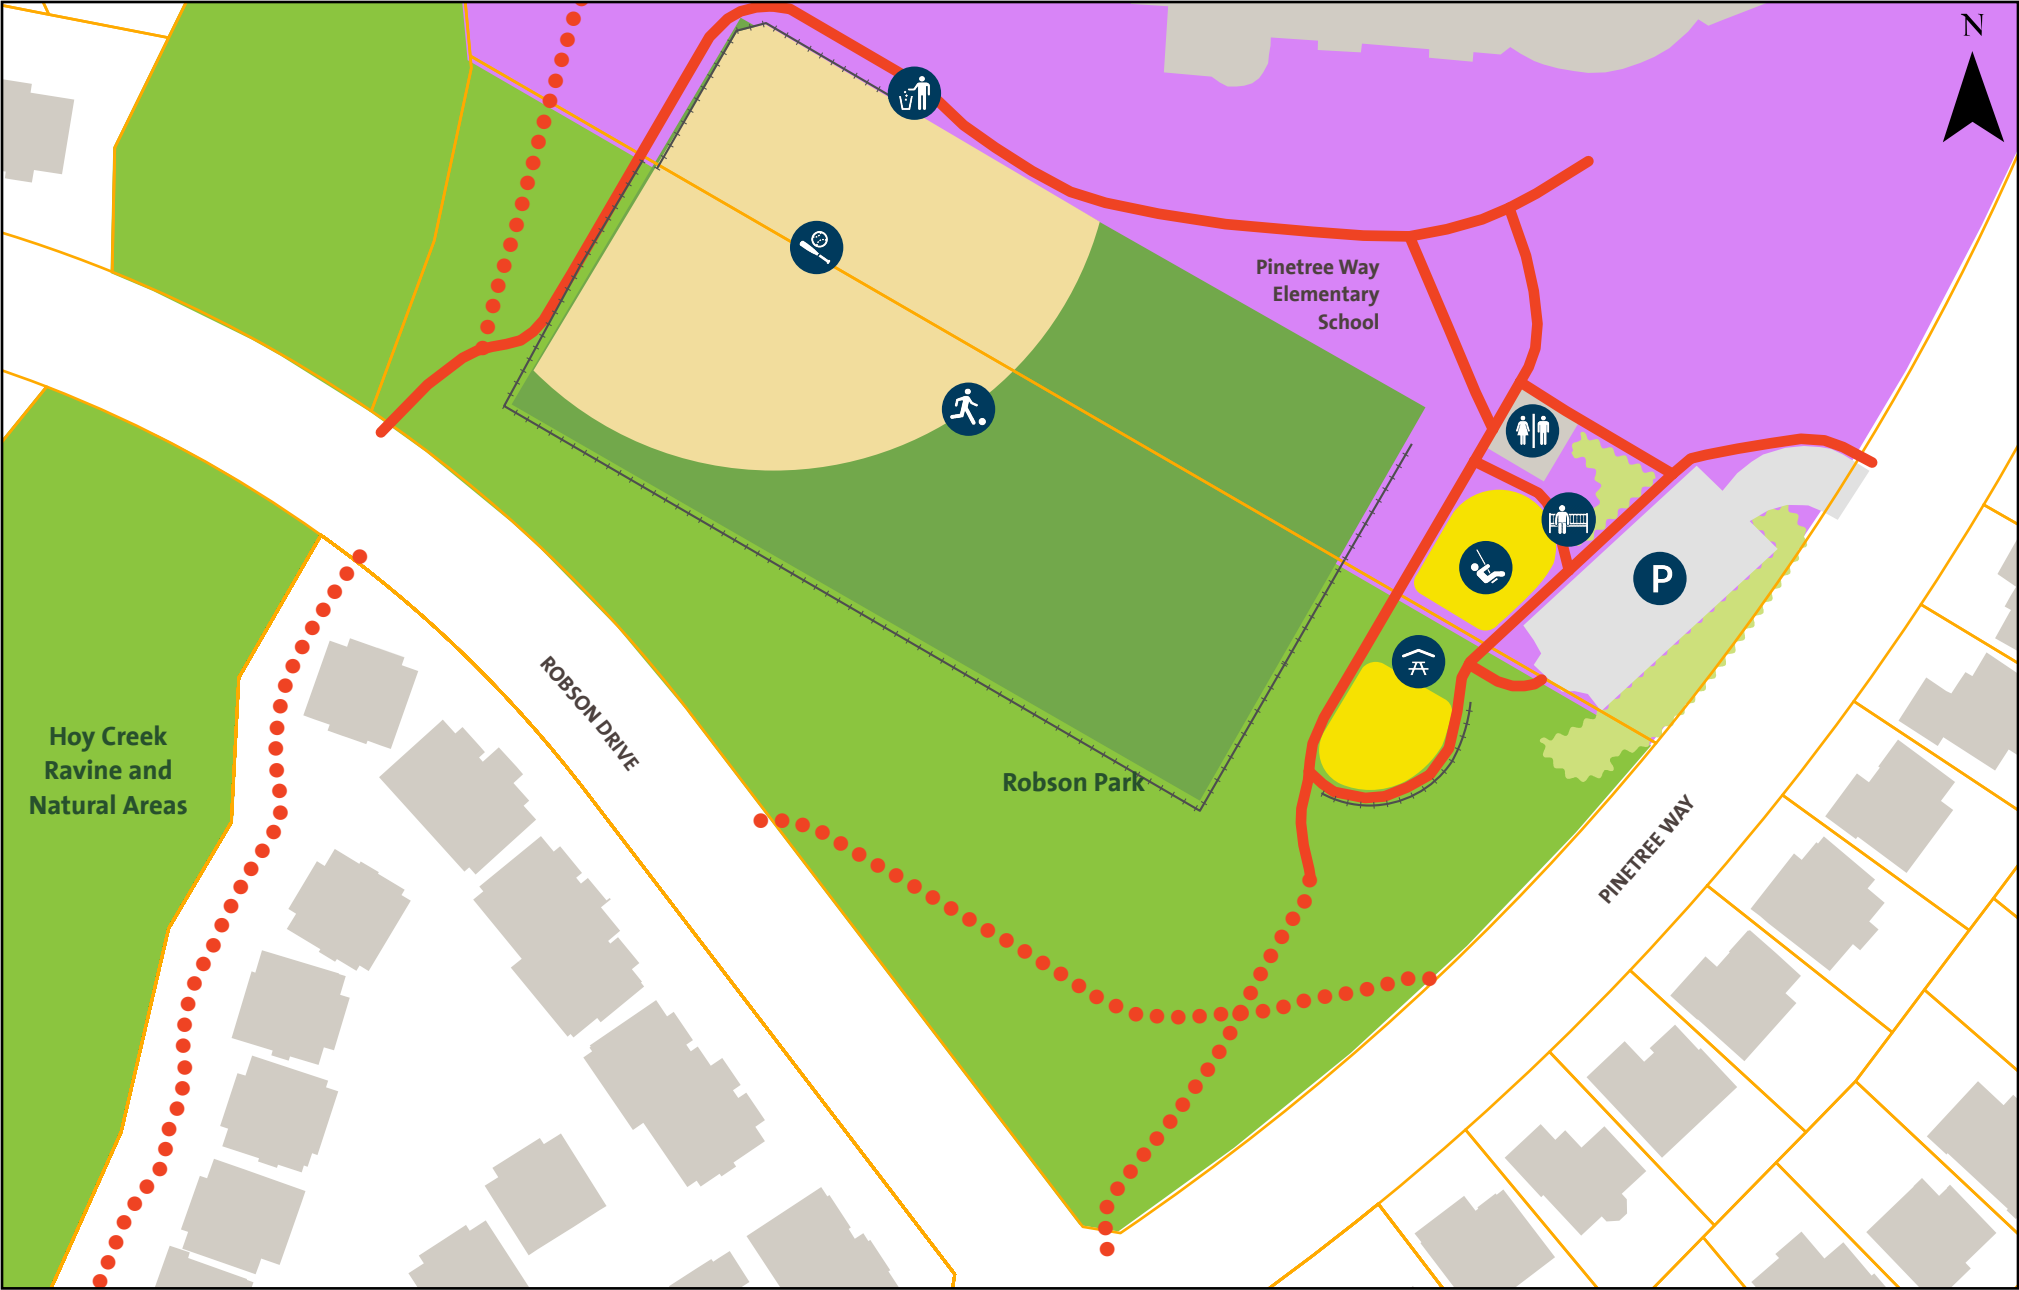 N
Pinetree Way
Elementary
School
P
ROBSON DRIVE
Hoy Creek
Ravine and
Natural Areas
Robson Park
PINETREE WAY